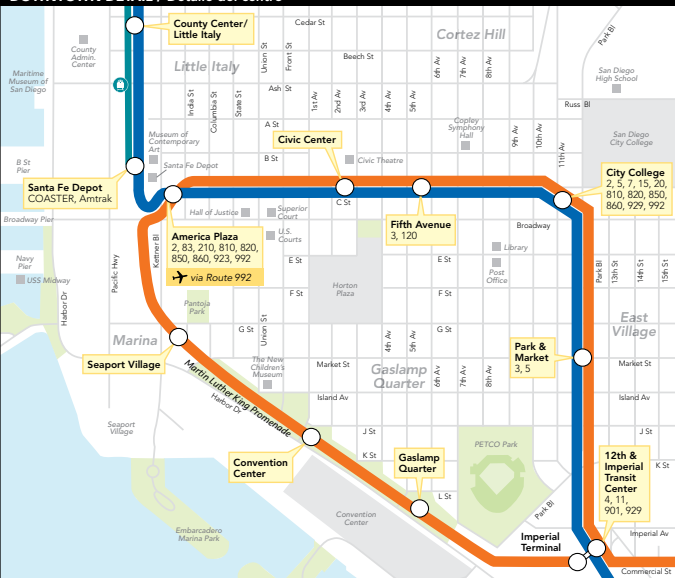 County Center/
Little Italy
Cedar St
Cortez Hill
Park Bl
County
Admin.
Center
Little Italy
Union St
Front St
Beech St
6th Av
7th Av
8th Av
Maritime
Museum of
San Diego
San Diego
High School
India St
Columbia St
State St
Ash St
1st Av
2nd Av
3rd Av
4th Av
5th Av
Russ Bl
Copley
Symphony
Hall
A St
9th Av
10th Av
11th Av
San Diego
City College
Museum of
Contemporary
Art
Civic Center
B St
Pier
Santa Fe Depot
B St
Civic Theatre
City College
2, 5, 7, 15, 20,
810, 820, 850,
860, 929, 992
Santa Fe Depot
COASTER, Amtrak
C St
Broadway Pier
Hall of Justice
Superior
Court
Fifth Avenue
3, 120
Broadway
America Plaza
2, 83, 210, 810, 820,
850, 860, 923, 992
via Route 992
U.S.
Courts
Library
Kettner Bl
Navy
Pier
USS Midway
Pacific Hwy
Harbor Dr
E St
E St
Post
Office
Park Bl
13th St
14th St
15th St
Horton
Plaza
F St
F St
Pantoja
Park
Union St
G St
G St
East
Village
Marina
4th Av
5th Av
Park &
Market
3, 5
Seaport Village
The New
Children's
Museum
Market St
Market St
Gaslamp
Quarter
6th Av
7th Av
8th Av
Martin Luther King Promenade
Harbor Dr
Island Av
Island Av
Seaport
Village
J St
J St
PETCO Park
Convention
Center
K St
Gaslamp
Quarter
12th &
Imperial
Transit
Center
4, 11,
901, 929
K St
L St
Park Bl
Convention
Center
Embarcadero
Marina Park
Imperial
Terminal
Imperial Av
Commercial St